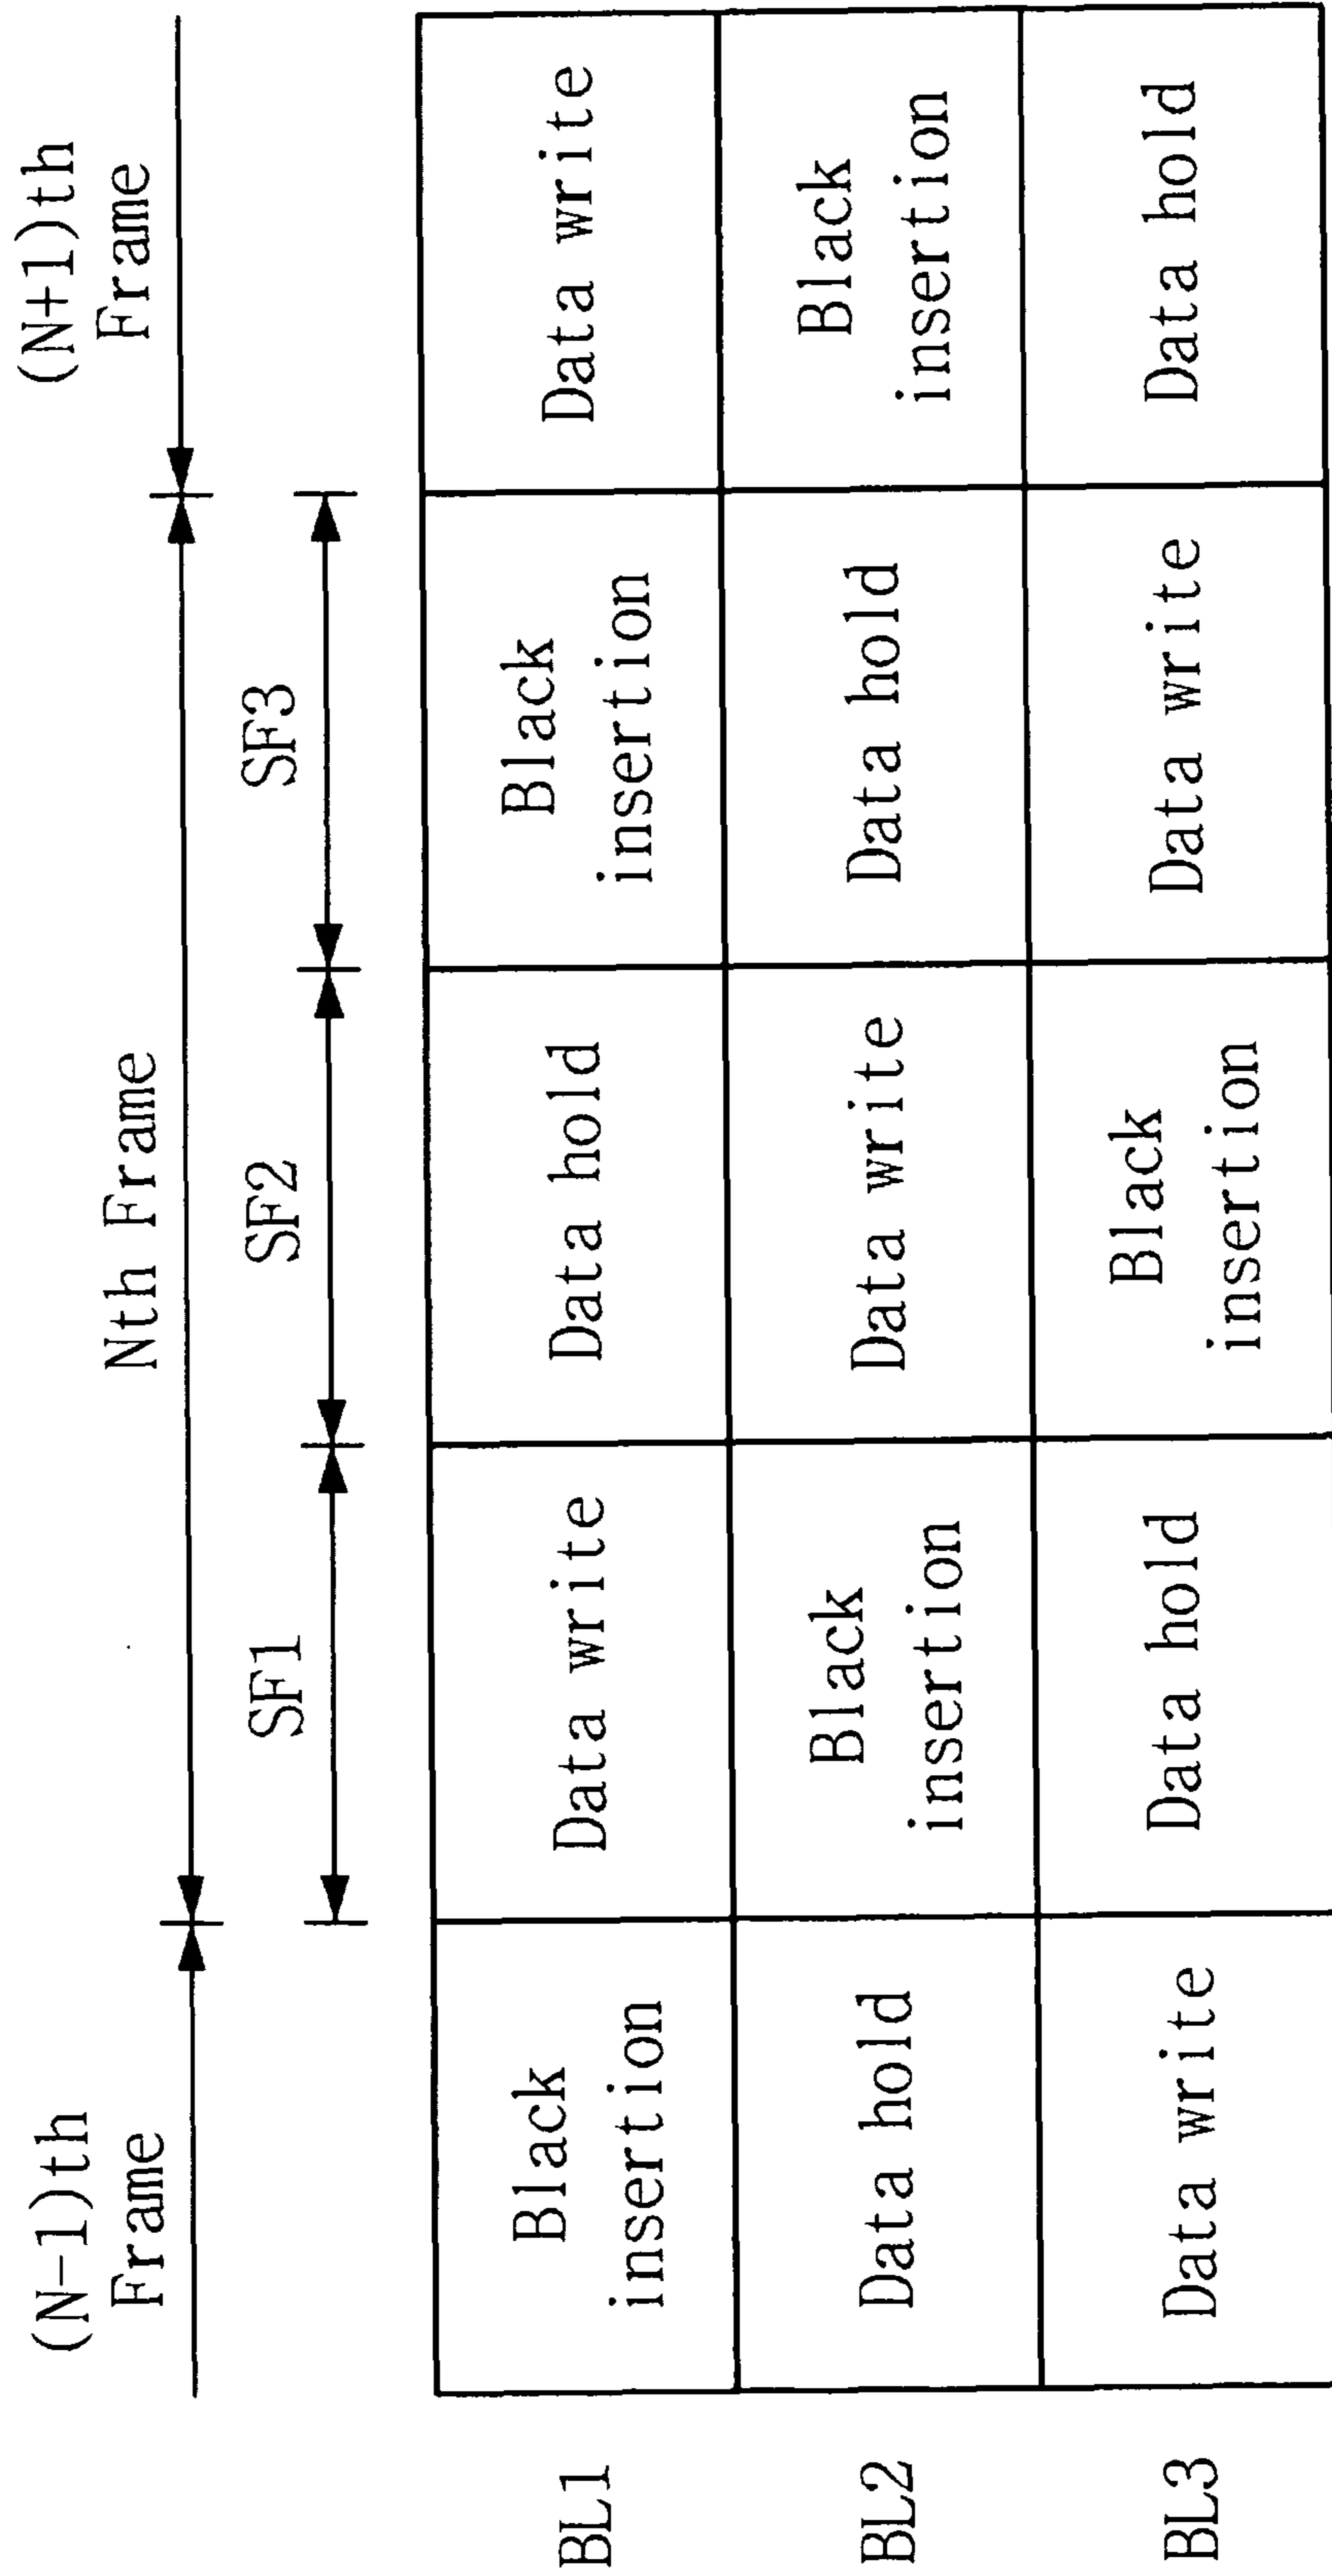 (N-1)th
Frame
Nth Frame
(N+1)th
Frame
SF1
SF2
SF3
BL1
Black
insertion
Data write
Data hold
Black
insertion
Data write
BL2
Data hold
Black
insertion
Data write
Data hold
Black
insertion
BL3
Data write
Data hold
Black
insertion
Data write
Data hold